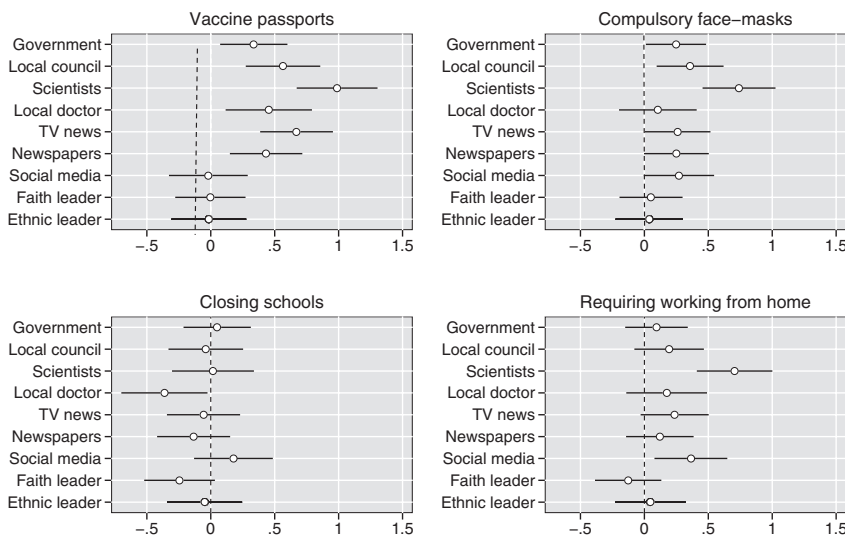 Vaccine passports
Government
Local council
Scientists
Local doctor
TV news
Newspapers
Social media
Faith leader
Ethnic leader
−.5 0 .5 1 1.5
Compulsory face−masks
Government
Local council
Scientists
Local doctor
TV news
Newspapers
Social media
Faith leader
Ethnic leader
−.5 0 .5 1 1.5
Closing schools
Government
Local council
Scientists
Local doctor
TV news
Newspapers
Social media
Faith leader
Ethnic leader
−.5 0 .5 1 1.5
Requiring working from home
Government
Local council
Scientists
Local doctor
TV news
Newspapers
Social media
Faith leader
Ethnic leader
−.5 0 .5 1 1.5